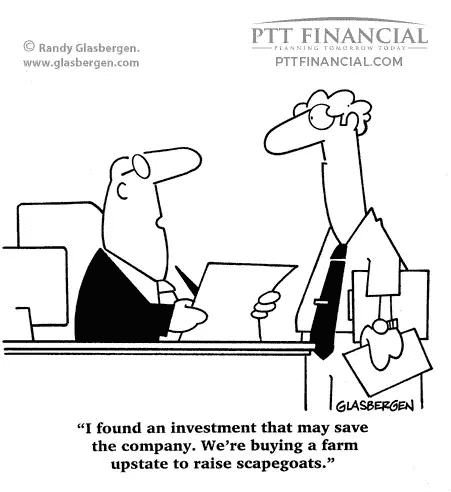 © Randy Glasbergen.
www.glasbergen.com
PTT FINANCIAL
PLANNING TOMORROW TODAY
PTTFINANCIAL.COM
GLASBERGEN
“I found an investment that may save
the company. We’re buying a farm
upstate to raise scapegoats.”